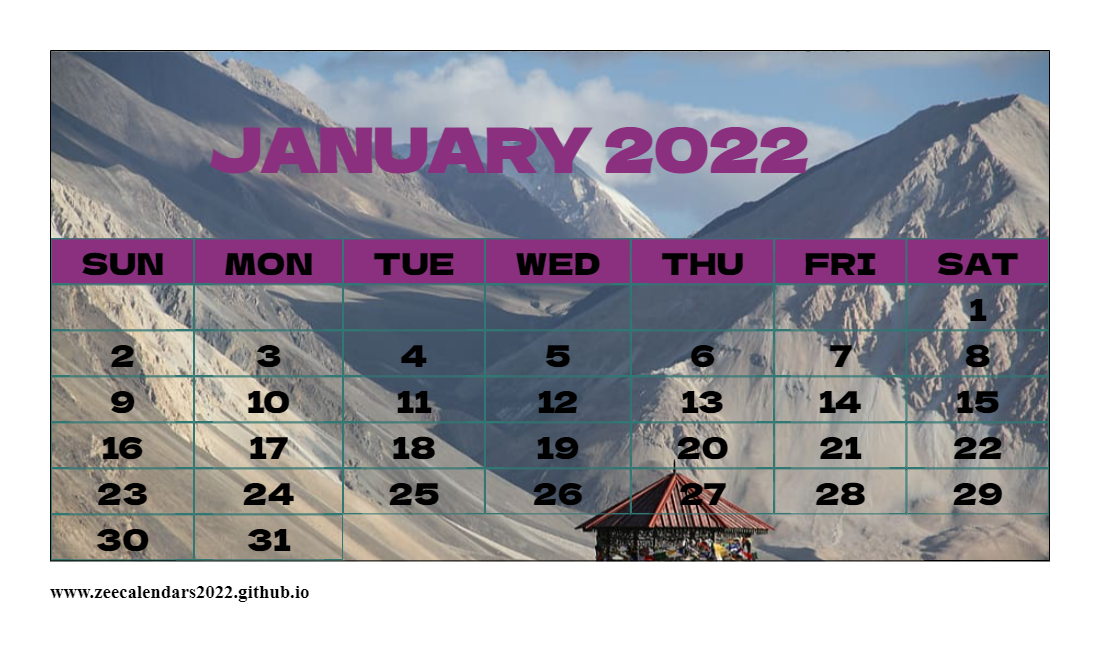 JANUARY 2022
SUN MON TUE WED THU FRI SAT
1
2 3 4 5 6 7 8
9 10 11 12 13 14 15
16 17 18 19 20 21 22
23 24 25 26 27 28 29
30 31
www.zeecalendars2022.github.io